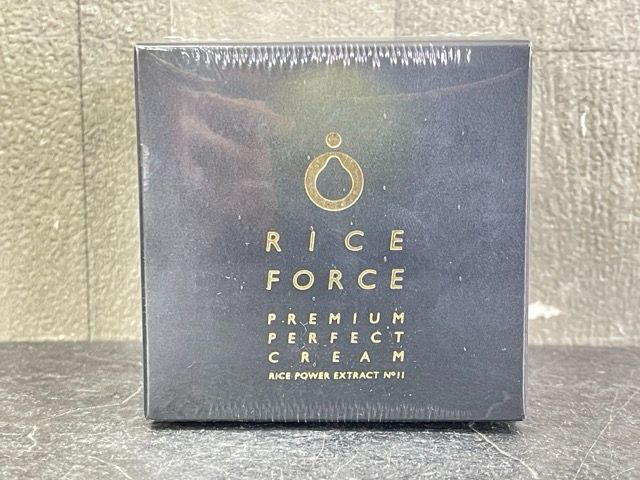 RICE
FORCE
PREMIUM
PERFECT
CREAM
RICE POWER EXTRACT Nº11